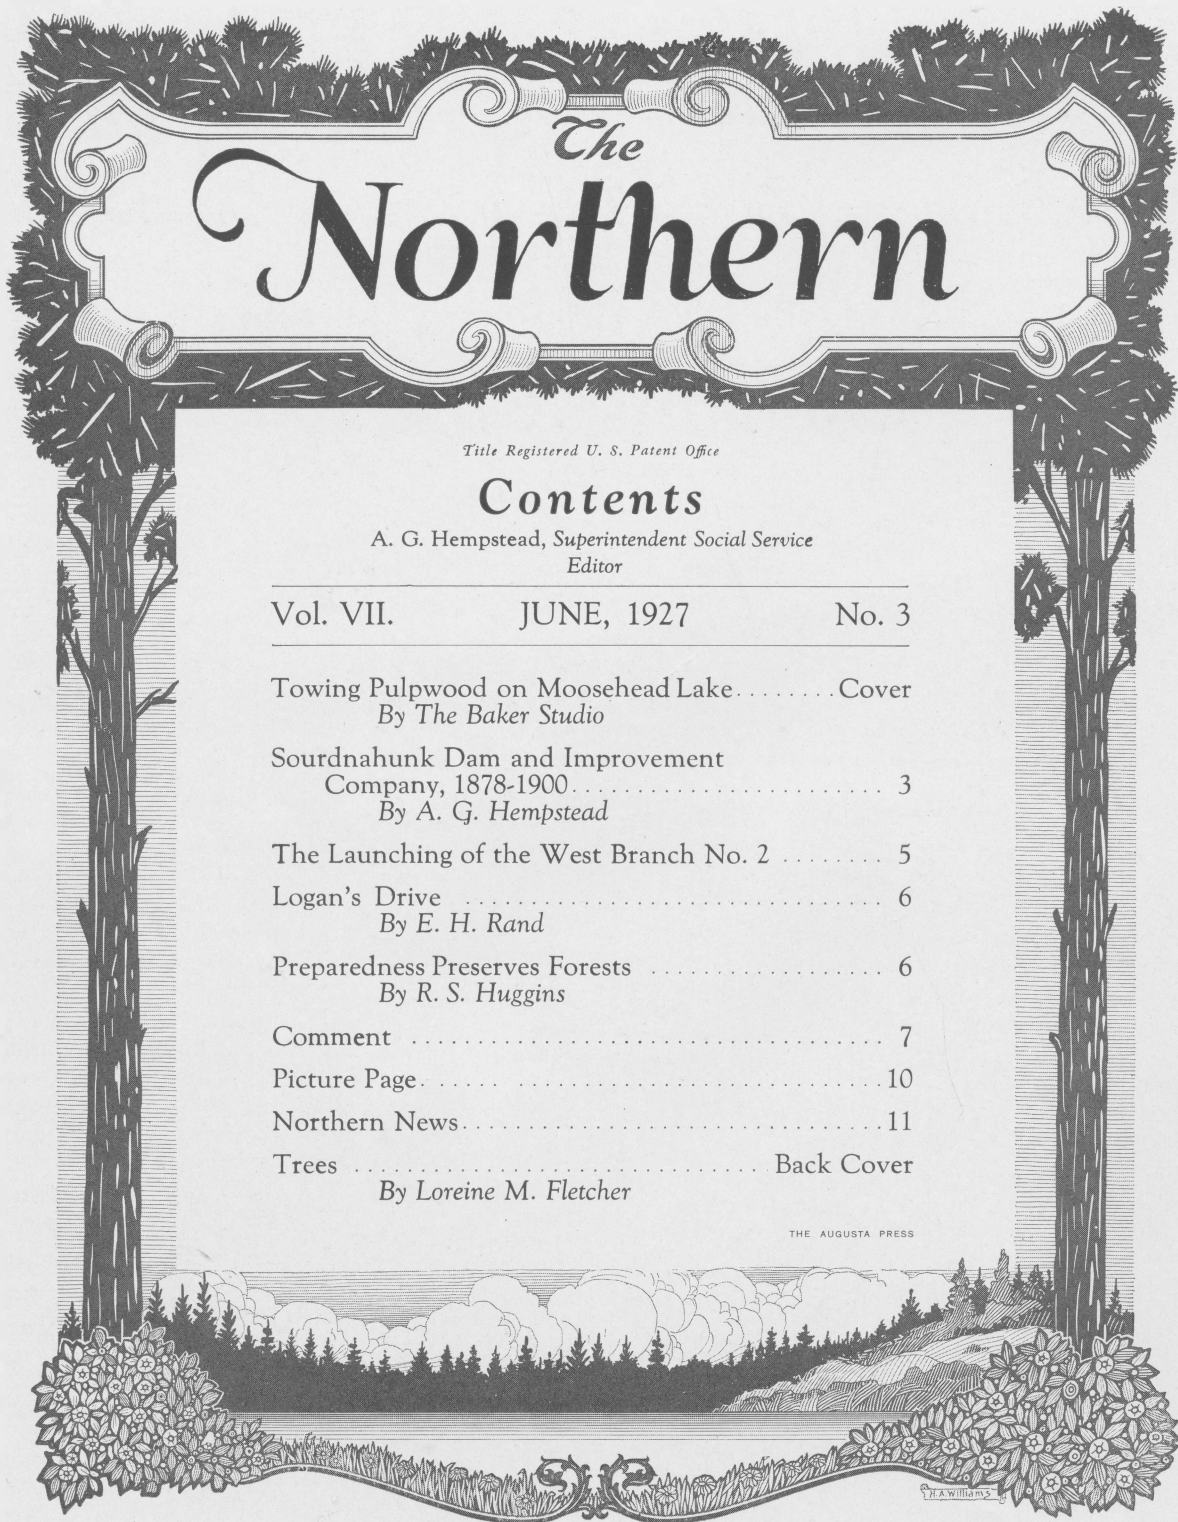 The
Northern
Title Registered U. S. Patent Office
Contents
A. G. Hempstead, Superintendent Social Service
Editor
Vol. VII. JUNE, 1927 No. 3
Towing Pulpwood on Moosehead Lake........Cover
By The Baker Studio
Sourdnahunk Dam and Improvement
Company, 1878-1900........................ 3
By A. G. Hempstead
The Launching of the West Branch No. 2 ........ 5
Logan's Drive ................................. 6
By E. H. Rand
Preparedness Preserves Forests .................. 6
By R. S. Huggins
Comment ..................................... 7
Picture Page.....................................10
Northern News.................................11
Trees ................................ Back Cover
By Loreine M. Fletcher
THE AUGUSTA PRESS
H.A.Williams